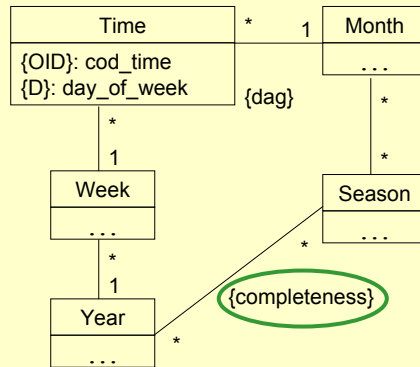 Time
* 1
Month
{OID}: cod_time
{D}: day_of_week
...
{dag}
*
*
1
*
Week
Season
...
...
*
*
1
{completeness}
Year
*
...